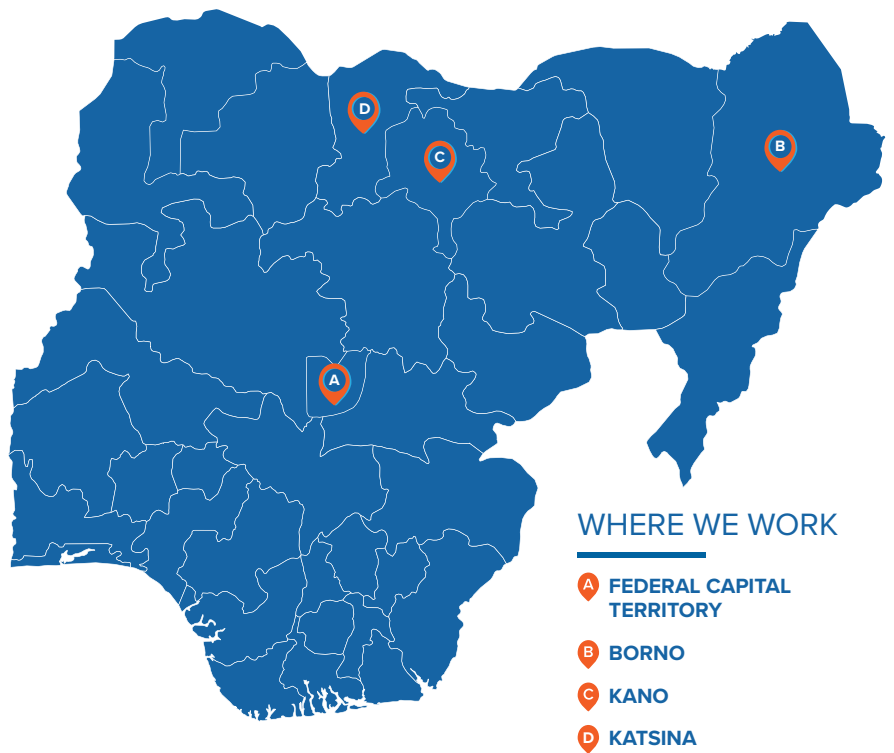 D
C
B
A
WHERE WE WORK
A FEDERAL CAPITAL
TERRITORY
B BORNO
C KANO
D KATSINA